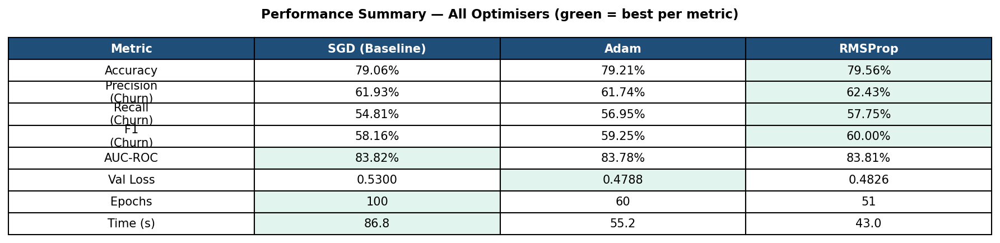 Performance Summary — All Optimisers (green = best per metric)
Metric SGD (Baseline) Adam RMSProp
Accuracy 79.06% 79.21% 79.56%
Precision
(Churn) 61.93% 61.74% 62.43%
Recall
(Churn) 54.81% 56.95% 57.75%
F1
(Churn) 58.16% 59.25% 60.00%
AUC-ROC 83.82% 83.78% 83.81%
Val Loss 0.5300 0.4788 0.4826
Epochs 100 60 51
Time (s) 86.8 55.2 43.0